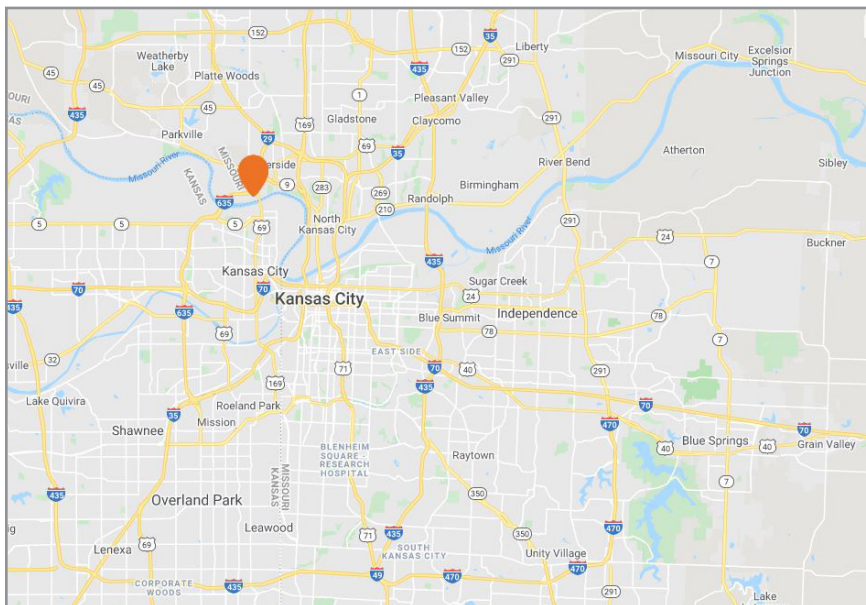 152
35
Liberty
Weatherby
Lake
152
Excelsior
Springs
Junction
Missouri City
45
Platte Woods
435
291
291
45
1
Pleasant Valley
435
169
Gladstone
Claycomo
291
Parkville
29
69
35
Missouri River
MISSOURI
KANSAS
erside
River Bend
Atherton
Sibley
9
283
269
Birmingham
635
210
Randolph
5
5
5
69
North
Kansas City
Missouri River
291
24
Buckner
Kansas City
435
7
70
70
Sugar Creek
24
Kansas City
Independence
635
Blue Summit
78
78
69
7
32
EAST SIDE
71
70
40
169
435
291
Lake Quivira
Roeland Park
70
35
Mission
470
70
Shawnee
Blue Springs
40
40
Grain Valley
BLENHEIM
SQUARE -
RESEARCH
HOSPITAL
Raytown
MISSOURI
KANSAS
7
435
350
Overland Park
Leawood
435
470
71
350
69
Lenexa
SOUTH
KANSAS CITY
Unity Village
470
49
470
CORPORATE
WOODS
435
291
Lake